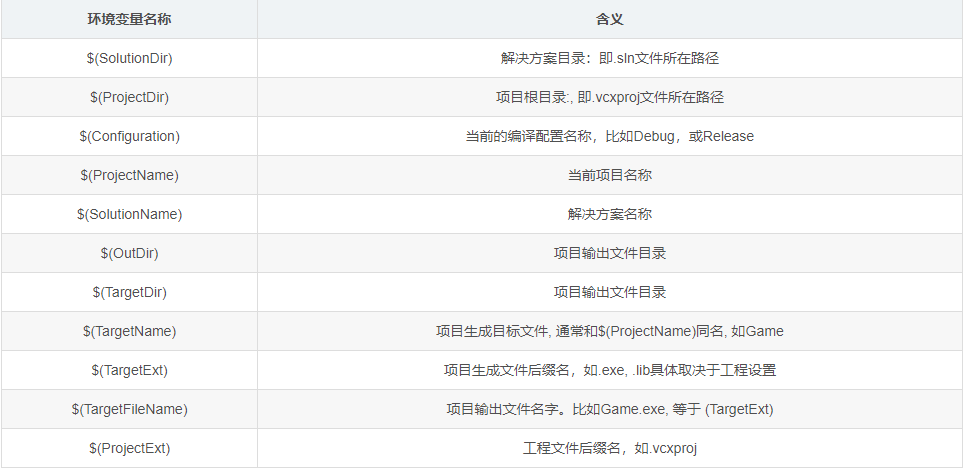 环境变量名称 含义
$(SolutionDir) 解决方案目录：即.sln文件所在路径
$(ProjectDir) 项目根目录:, 即.vcxproj文件所在路径
$(Configuration) 当前的编译配置名称，比如Debug，或Release
$(ProjectName) 当前项目名称
$(SolutionName) 解决方案名称
$(OutDir) 项目输出文件目录
$(TargetDir) 项目输出文件目录
$(TargetName) 项目生成目标文件, 通常和$(ProjectName)同名, 如Game
$(TargetExt) 项目生成文件后缀名，如.exe, .lib具体取决于工程设置
$(TargetFileName) 项目输出文件名字。比如Game.exe, 等于 (TargetExt)
$(ProjectExt) 工程文件后缀名，如.vcxproj